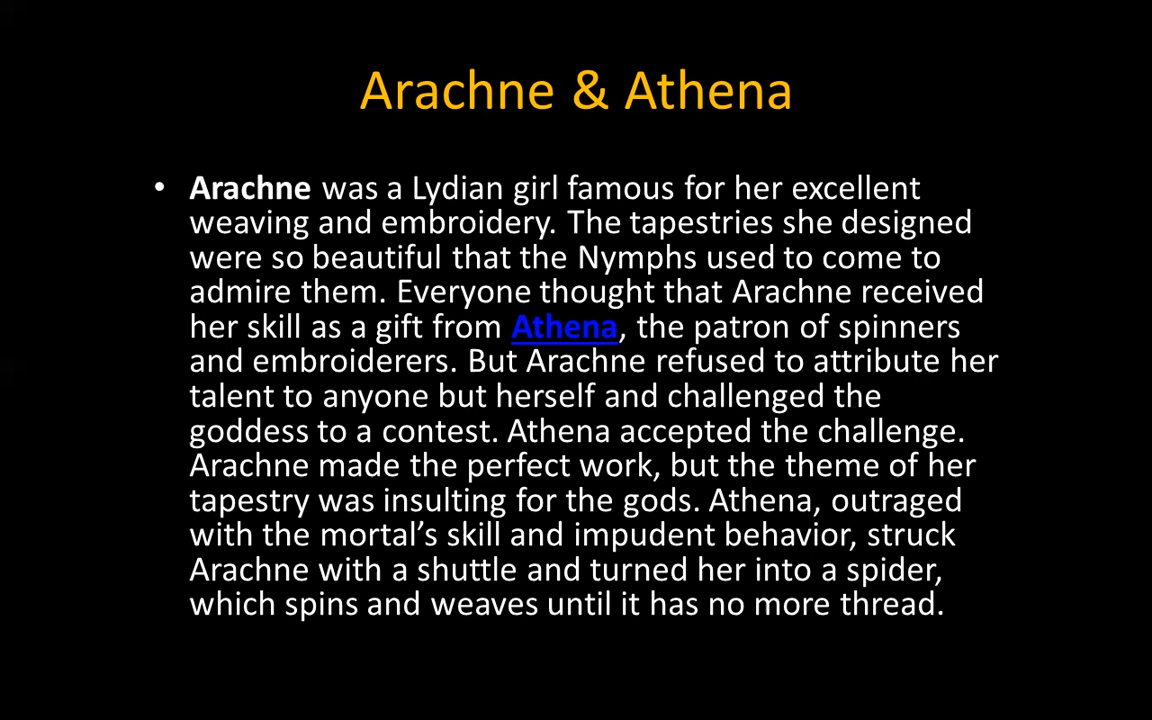 Arachne & Athena
• Arachne was a Lydian girl famous for her excellent
weaving and embroidery. The tapestries she designed
were so beautiful that the Nymphs used to come to
admire them. Everyone thought that Arachne received
her skill as a gift from Athena, the patron of spinners
and embroiderers. But Arachne refused to attribute her
talent to anyone but herself and challenged the
goddess to a contest. Athena accepted the challenge.
Arachne made the perfect work, but the theme of her
tapestry was insulting for the gods. Athena, outraged
with the mortal’s skill and impudent behavior, struck
Arachne with a shuttle and turned her into a spider,
which spins and weaves until it has no more thread.